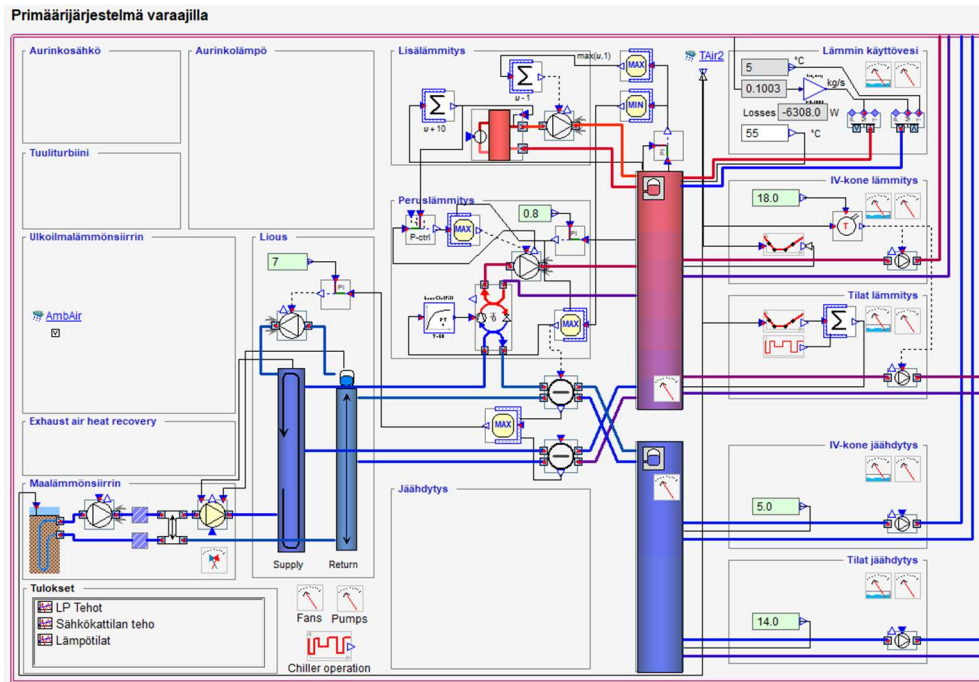 Primäärijärjestelmä varaajilla
Aurinkosähkö
Aurinkolämpö
Lisälämmitys
max(u,1)
MAX
TAir2
Lämmin käyttövesi
Σ
u - 1
Σ
u + 10
MIN
5
°C
0.1003
kg/s
Losses
-6308.0
W
55
°C
PI
Tuuliturbiini
Peruslämmitys
P-ctrl
MAX
0.8
PI
IV-kone lämmitys
18.0
T
Ulkoilmalämmönsiirrin
AmbAir
V
Lious
7
PI
MAX
Tilat lämmitys
Σ
Exhaust air heat recovery
MAX
IV-kone jäähdytys
5.0
Maalämmönsiirrin
Supply
Return
Jäähdytys
Tilat jäähdytys
14.0
Tulokset
LP Tehot
Sähkökattilan teho
Lämpötilat
Fans
Pumps
Chiller operation